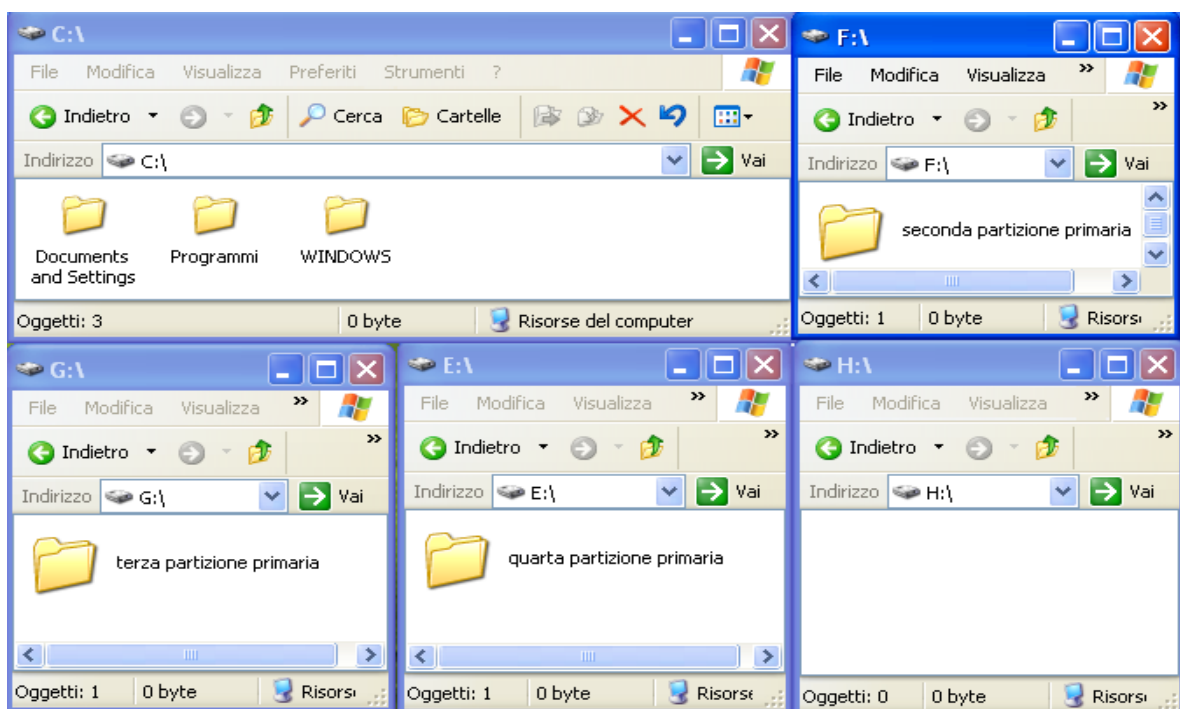 C:\
File Modifica Visualizza Preferiti Strumenti ?
Indietro Cerca Cartelle
Indirizzo C:\ Vai
Documents and Settings
Programmi
WINDOWS
Oggetti: 3 0 byte Risorse del computer
F:\
File Modifica Visualizza »
Indietro »
Indirizzo F:\ Vai
seconda partizione primaria
Oggetti: 1 0 byte Risors
G:\
File Modifica Visualizza »
Indietro »
Indirizzo G:\ Vai
terza partizione primaria
Oggetti: 1 0 byte Risors
E:\
File Modifica Visualizza »
Indietro »
Indirizzo E:\ Vai
quarta partizione primaria
Oggetti: 1 0 byte Risorse
H:\
File Modifica Visualizza »
Indietro »
Indirizzo H:\ Vai
Oggetti: 0 0 byte Risors